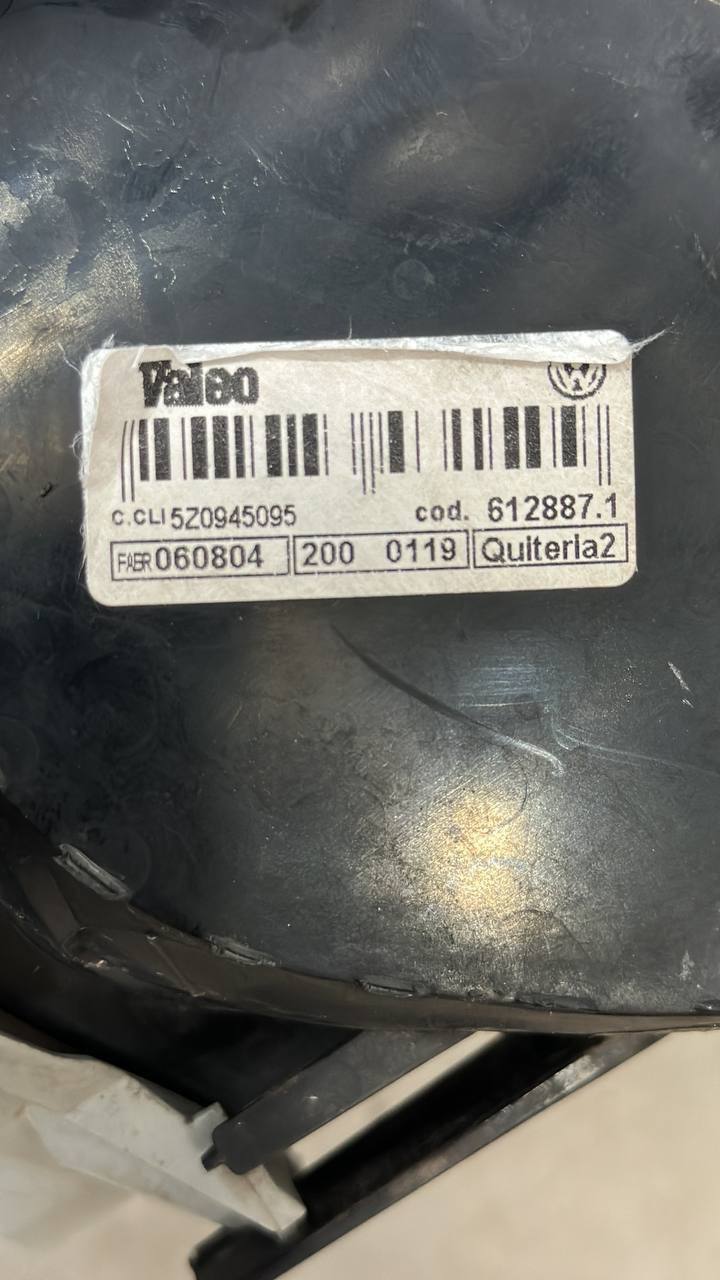 Valeo
C.CLI 5Z0945095 cod. 612887.1
FABR 060804 200 0119 Quiteria2